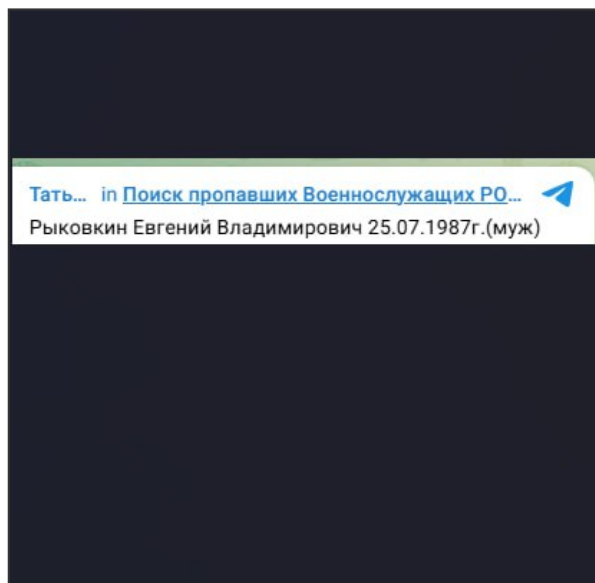 Тать... in Поиск пропавших Военнослужащих РО...
Рыковкин Евгений Владимирович 25.07.1987г.(муж)